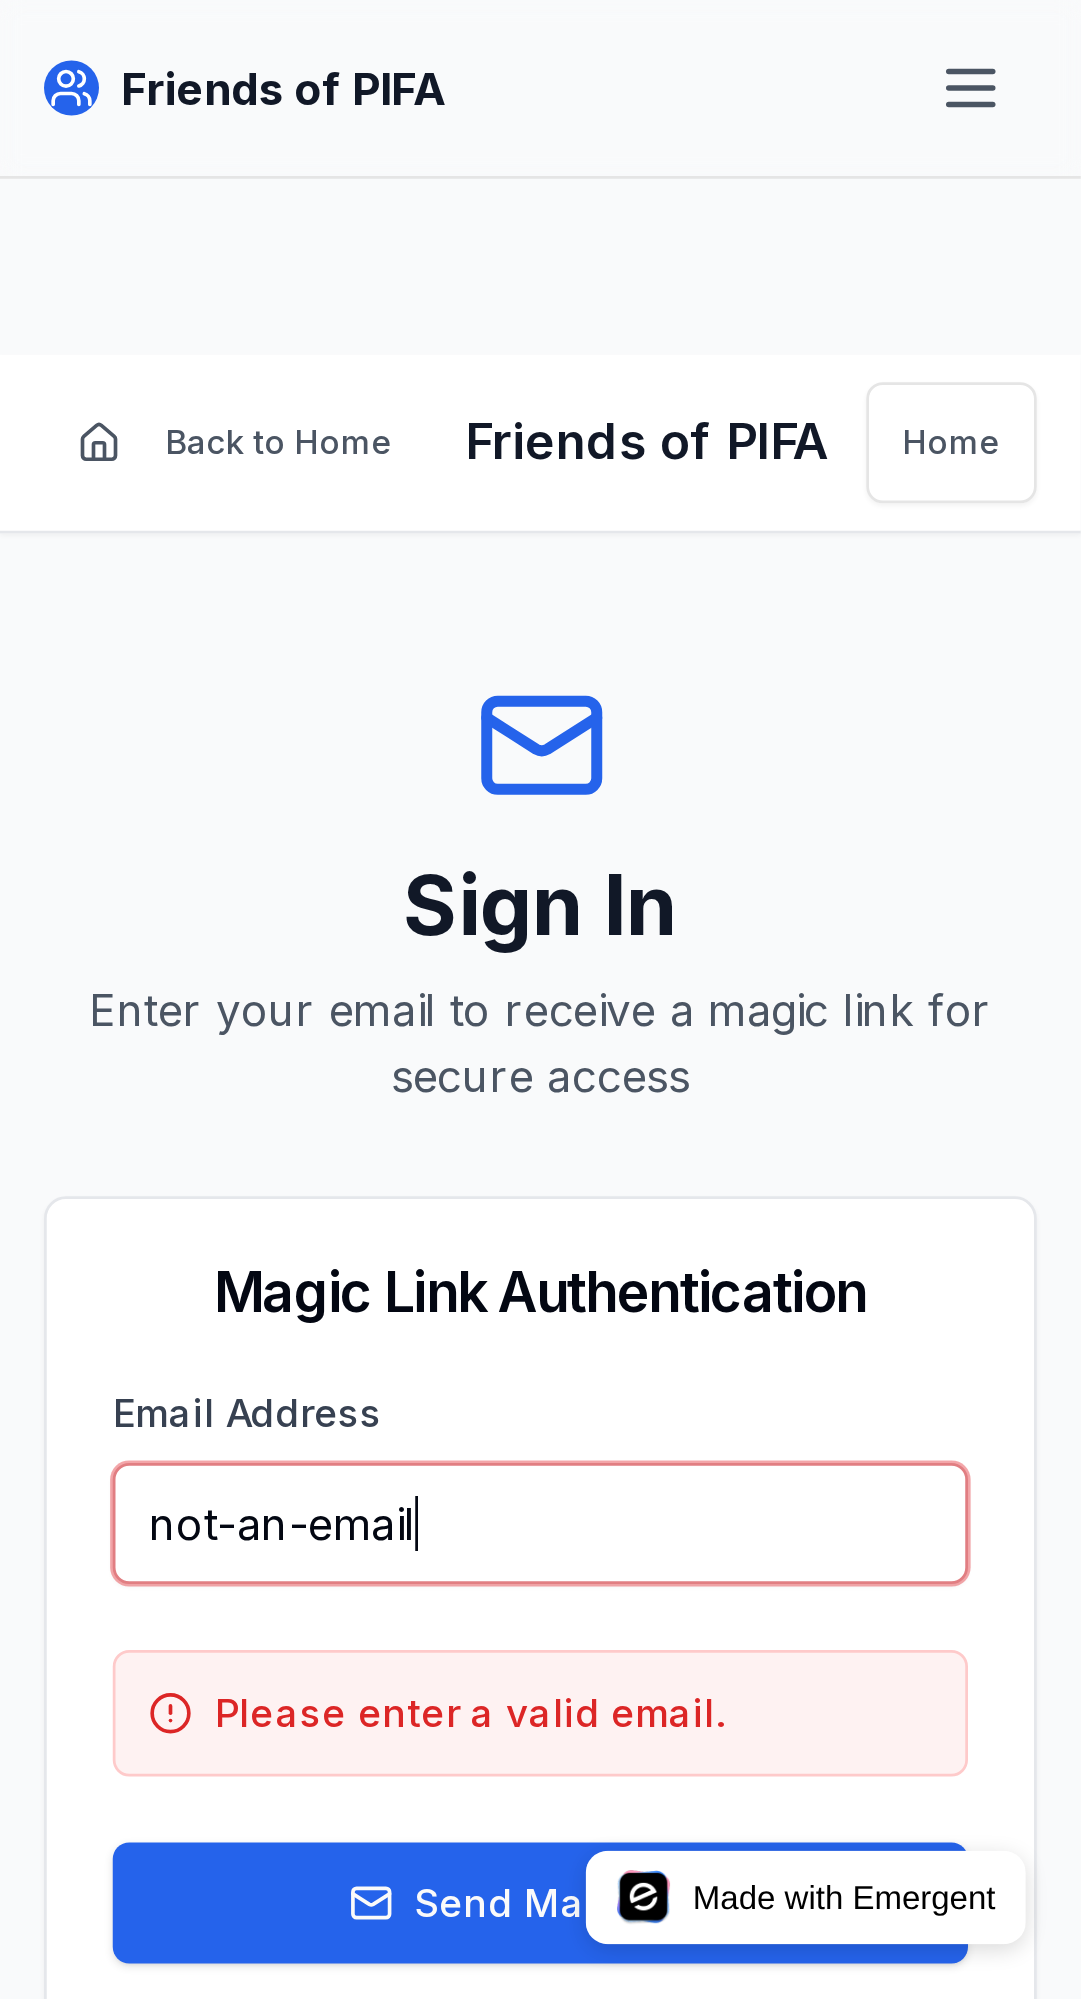 Friends of PIFA
Back to Home
Friends of PIFA
Home
Sign In
Enter your email to receive a magic link for
secure access
Magic Link Authentication
Email Address
not-an-email
Please enter a valid email.
Send
Made with Emergent